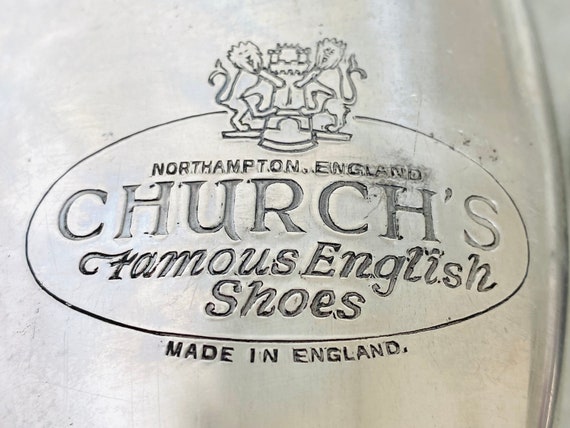 NORTHAMPTON. ENGLAND
CHURCH'S
Famous English
Shoes
MADE IN ENGLAND.